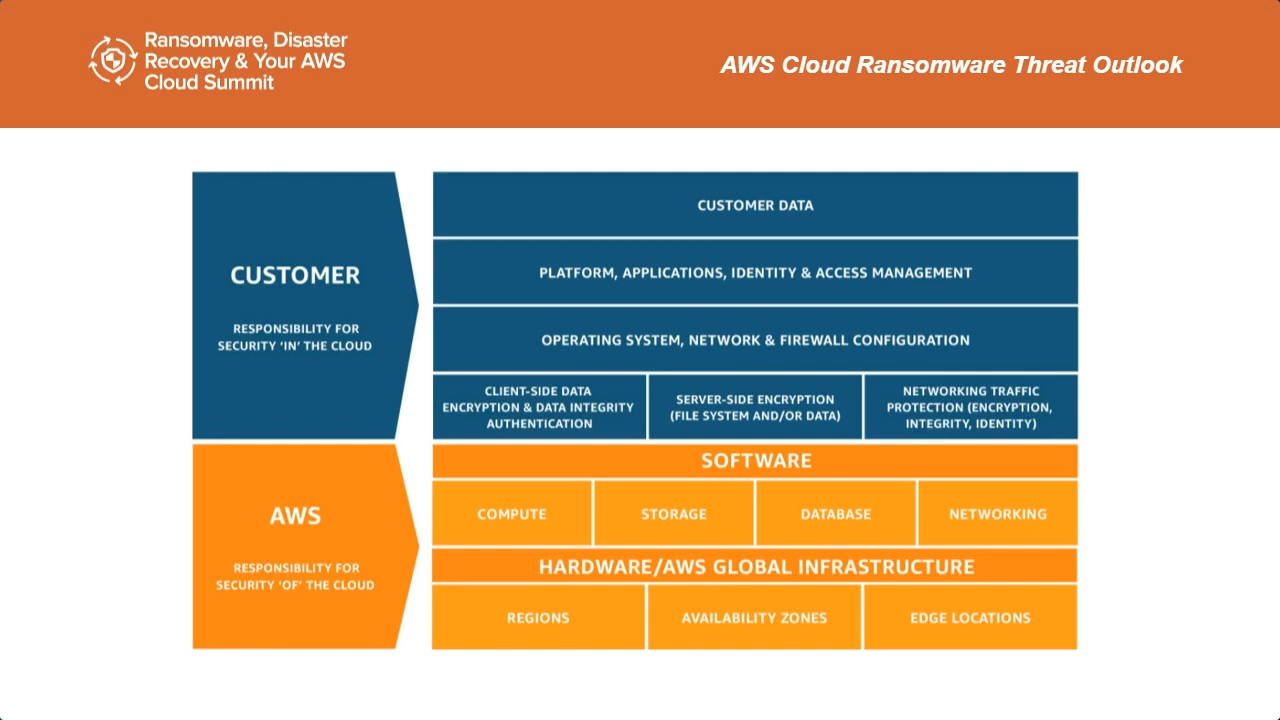 Ransomware, Disaster
Recovery & Your AWS
Cloud Summit
AWS Cloud Ransomware Threat Outlook
CUSTOMER
RESPONSIBILITY FOR
SECURITY ‘IN’ THE CLOUD
CUSTOMER DATA
PLATFORM, APPLICATIONS, IDENTITY & ACCESS MANAGEMENT
OPERATING SYSTEM, NETWORK & FIREWALL CONFIGURATION
CLIENT-SIDE DATA
ENCRYPTION & DATA INTEGRITY
AUTHENTICATION
SERVER-SIDE ENCRYPTION
(FILE SYSTEM AND/OR DATA)
NETWORKING TRAFFIC
PROTECTION (ENCRYPTION,
INTEGRITY, IDENTITY)
AWS
RESPONSIBILITY FOR
SECURITY ‘OF’ THE CLOUD
SOFTWARE
COMPUTE
STORAGE
DATABASE
NETWORKING
HARDWARE/AWS GLOBAL INFRASTRUCTURE
REGIONS
AVAILABILITY ZONES
EDGE LOCATIONS